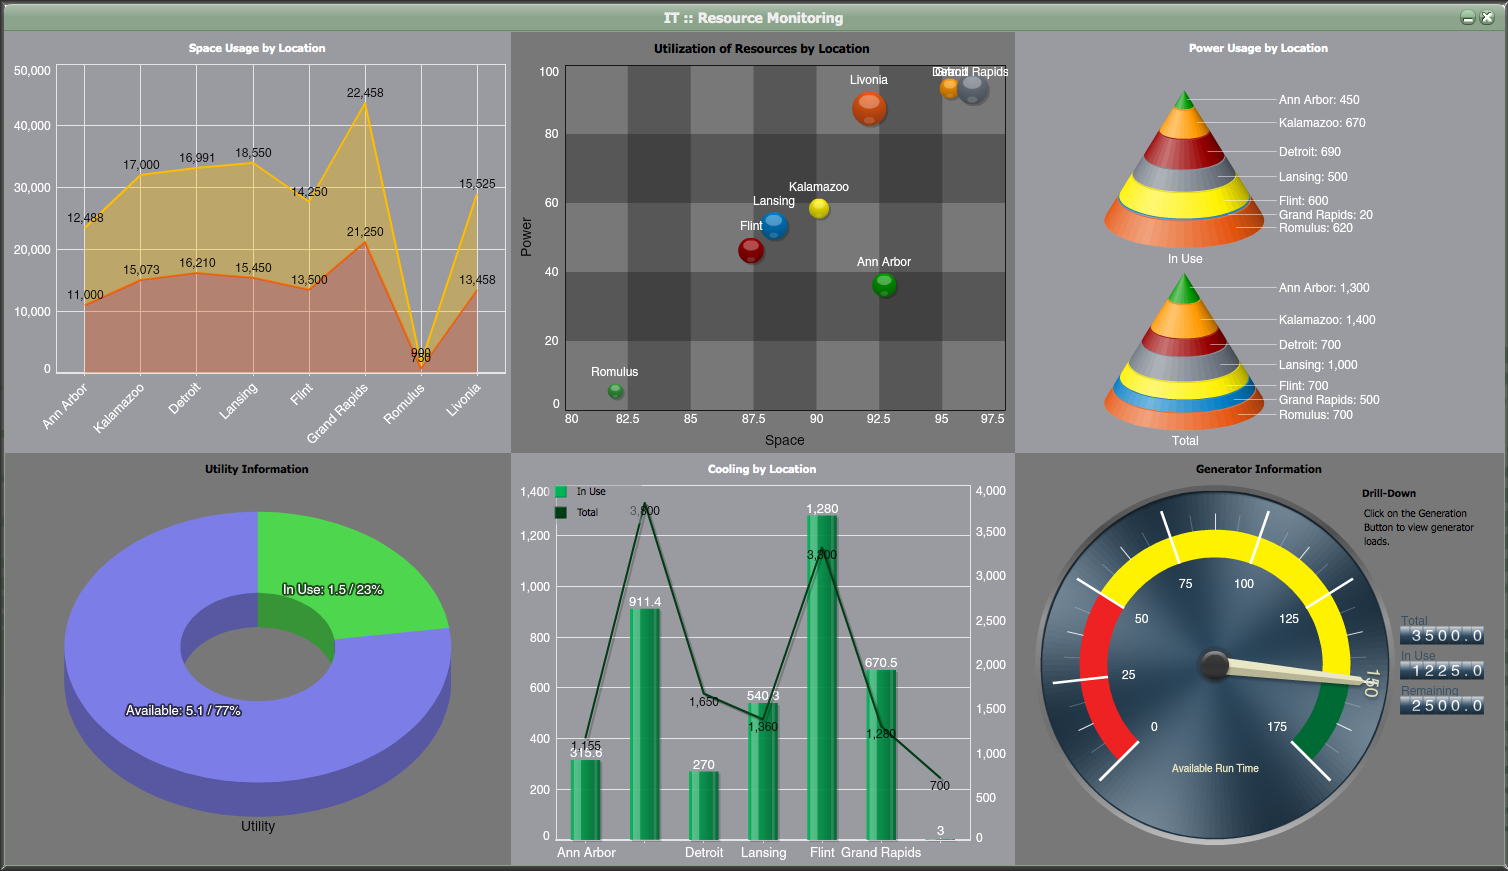 IT :: Resource Monitoring
Space Usage by Location
50,000
40,000
30,000
20,000
10,000
0
12,488
17,000
16,991
18,550
14,250
22,458
900
15,525
11,000
15,073
16,210
15,450
13,500
21,250
750
13,458
Ann Arbor
Kalamazoo
Detroit
Lansing
Flint
Grand Rapids
Romulus
Livonia
Utilization of Resources by Location
Power
100
80
60
40
20
0
Detroit
Grand Rapids
Livonia
Kalamazoo
Lansing
Flint
Ann Arbor
Romulus
80
82.5
85
87.5
90
92.5
95
97.5
Space
Power Usage by Location
Ann Arbor: 450
Kalamazoo: 670
Detroit: 690
Lansing: 500
Flint: 600
Grand Rapids: 20
Romulus: 620
In Use
Ann Arbor: 1,300
Kalamazoo: 1,400
Detroit: 700
Lansing: 1,000
Flint: 700
Grand Rapids: 500
Romulus: 700
Total
Utility Information
In Use: 1.5 / 23%
Available: 5.1 / 77%
Utility
Cooling by Location
In Use
Total
1,400
1,200
1,000
800
600
400
200
0
4,000
3,500
3,000
2,500
2,000
1,500
1,000
500
0
3,800
1,280
3,300
911.4
1,650
540.3
1,360
670.5
1,280
1,155
315.6
270
700
3
Ann Arbor
Detroit
Lansing
Flint
Grand Rapids
Generator Information
Drill-Down
Click on the Generation
Button to view generator
loads.
0
25
50
75
100
125
150
175
Available Run Time
Total
3500.0
In Use
1225.0
Remaining
2500.0